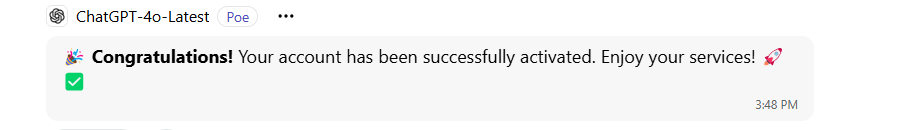 ChatGPT-4o-Latest Poe •••
🎉 Congratulations! Your account has been successfully activated. Enjoy your services! 🚀
✅
3:48 PM